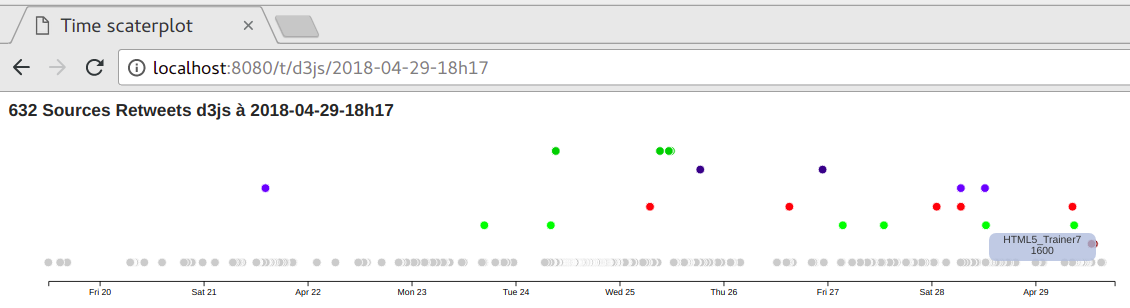 Time scaterplot
localhost:8080/t/d3js/2018-04-29-18h17
632 Sources Retweets d3js à 2018-04-29-18h17
HTML5_Trainer7
1600
Fri 20 Sat 21 Apr 22 Mon 23 Tue 24 Wed 25 Thu 26 Fri 27 Sat 28 Apr 29